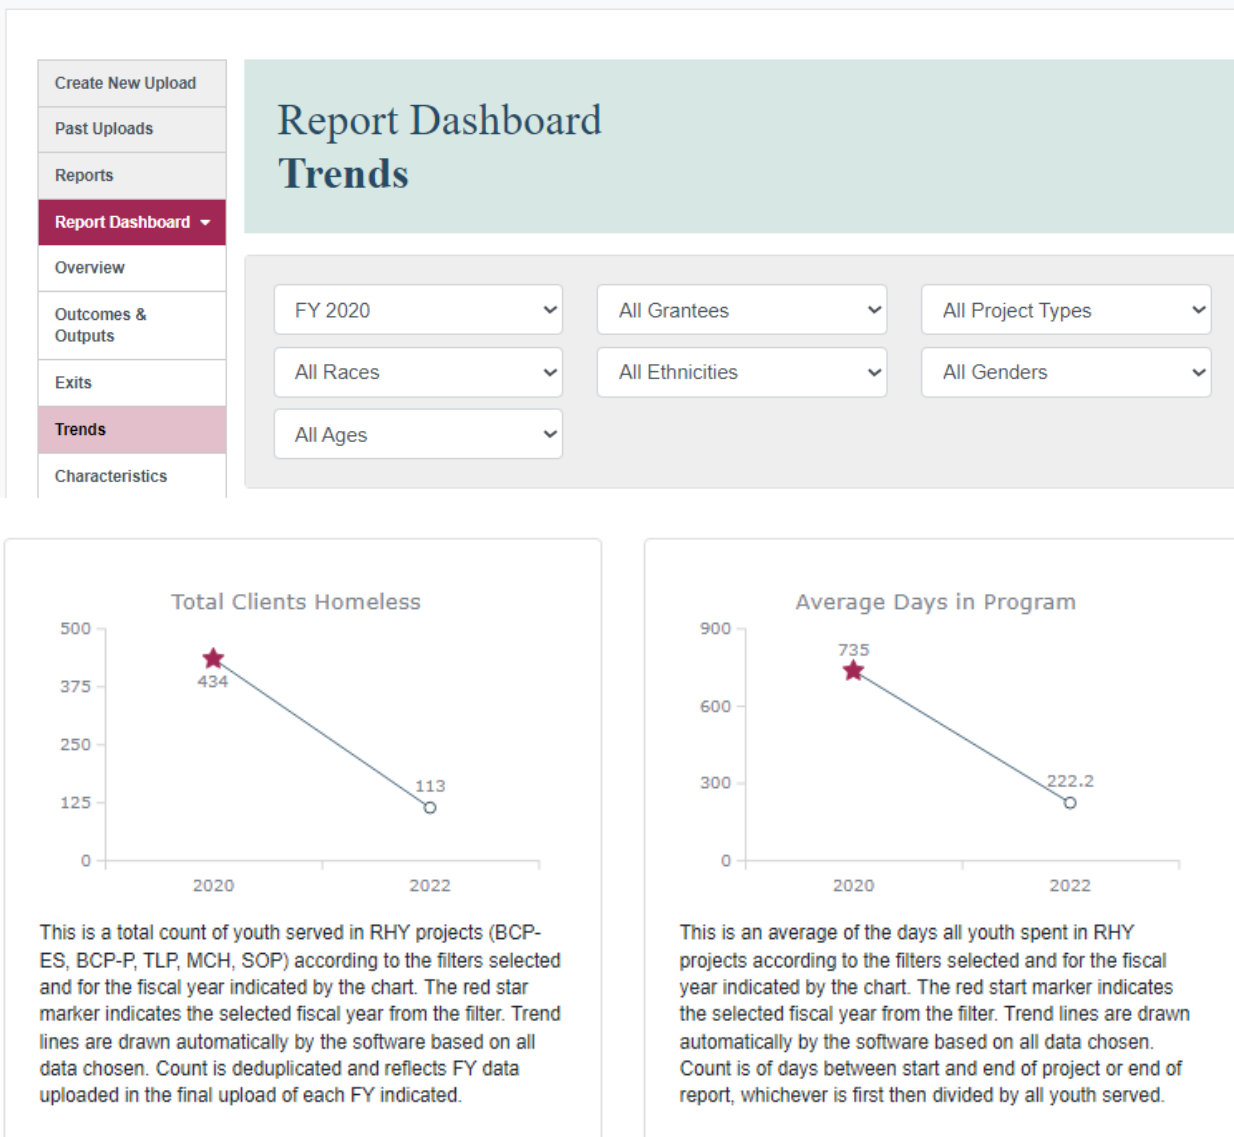 Create New Upload
Past Uploads
Reports
Report Dashboard
Overview
Outcomes &
Outputs
Exits
Trends
Characteristics
Report Dashboard
Trends
FY 2020
All Grantees
All Project Types
All Races
All Ethnicities
All Genders
All Ages
Total Clients Homeless
500
375
250
125
0
434
113
2020
2022
This is a total count of youth served in RHY projects (BCP-
ES, BCP-P, TLP, MCH, SOP) according to the filters selected
and for the fiscal year indicated by the chart. The red star
marker indicates the selected fiscal year from the filter. Trend
lines are drawn automatically by the software based on all
data chosen. Count is deduplicated and reflects FY data
uploaded in the final upload of each FY indicated.
Average Days in Program
900
600
300
0
735
222.2
2020
2022
This is an average of the days all youth spent in RHY
projects according to the filters selected and for the fiscal
year indicated by the chart. The red start marker indicates
the selected fiscal year from the filter. Trend lines are drawn
automatically by the software based on all data chosen.
Count is of days between start and end of project or end of
report, whichever is first then divided by all youth served.